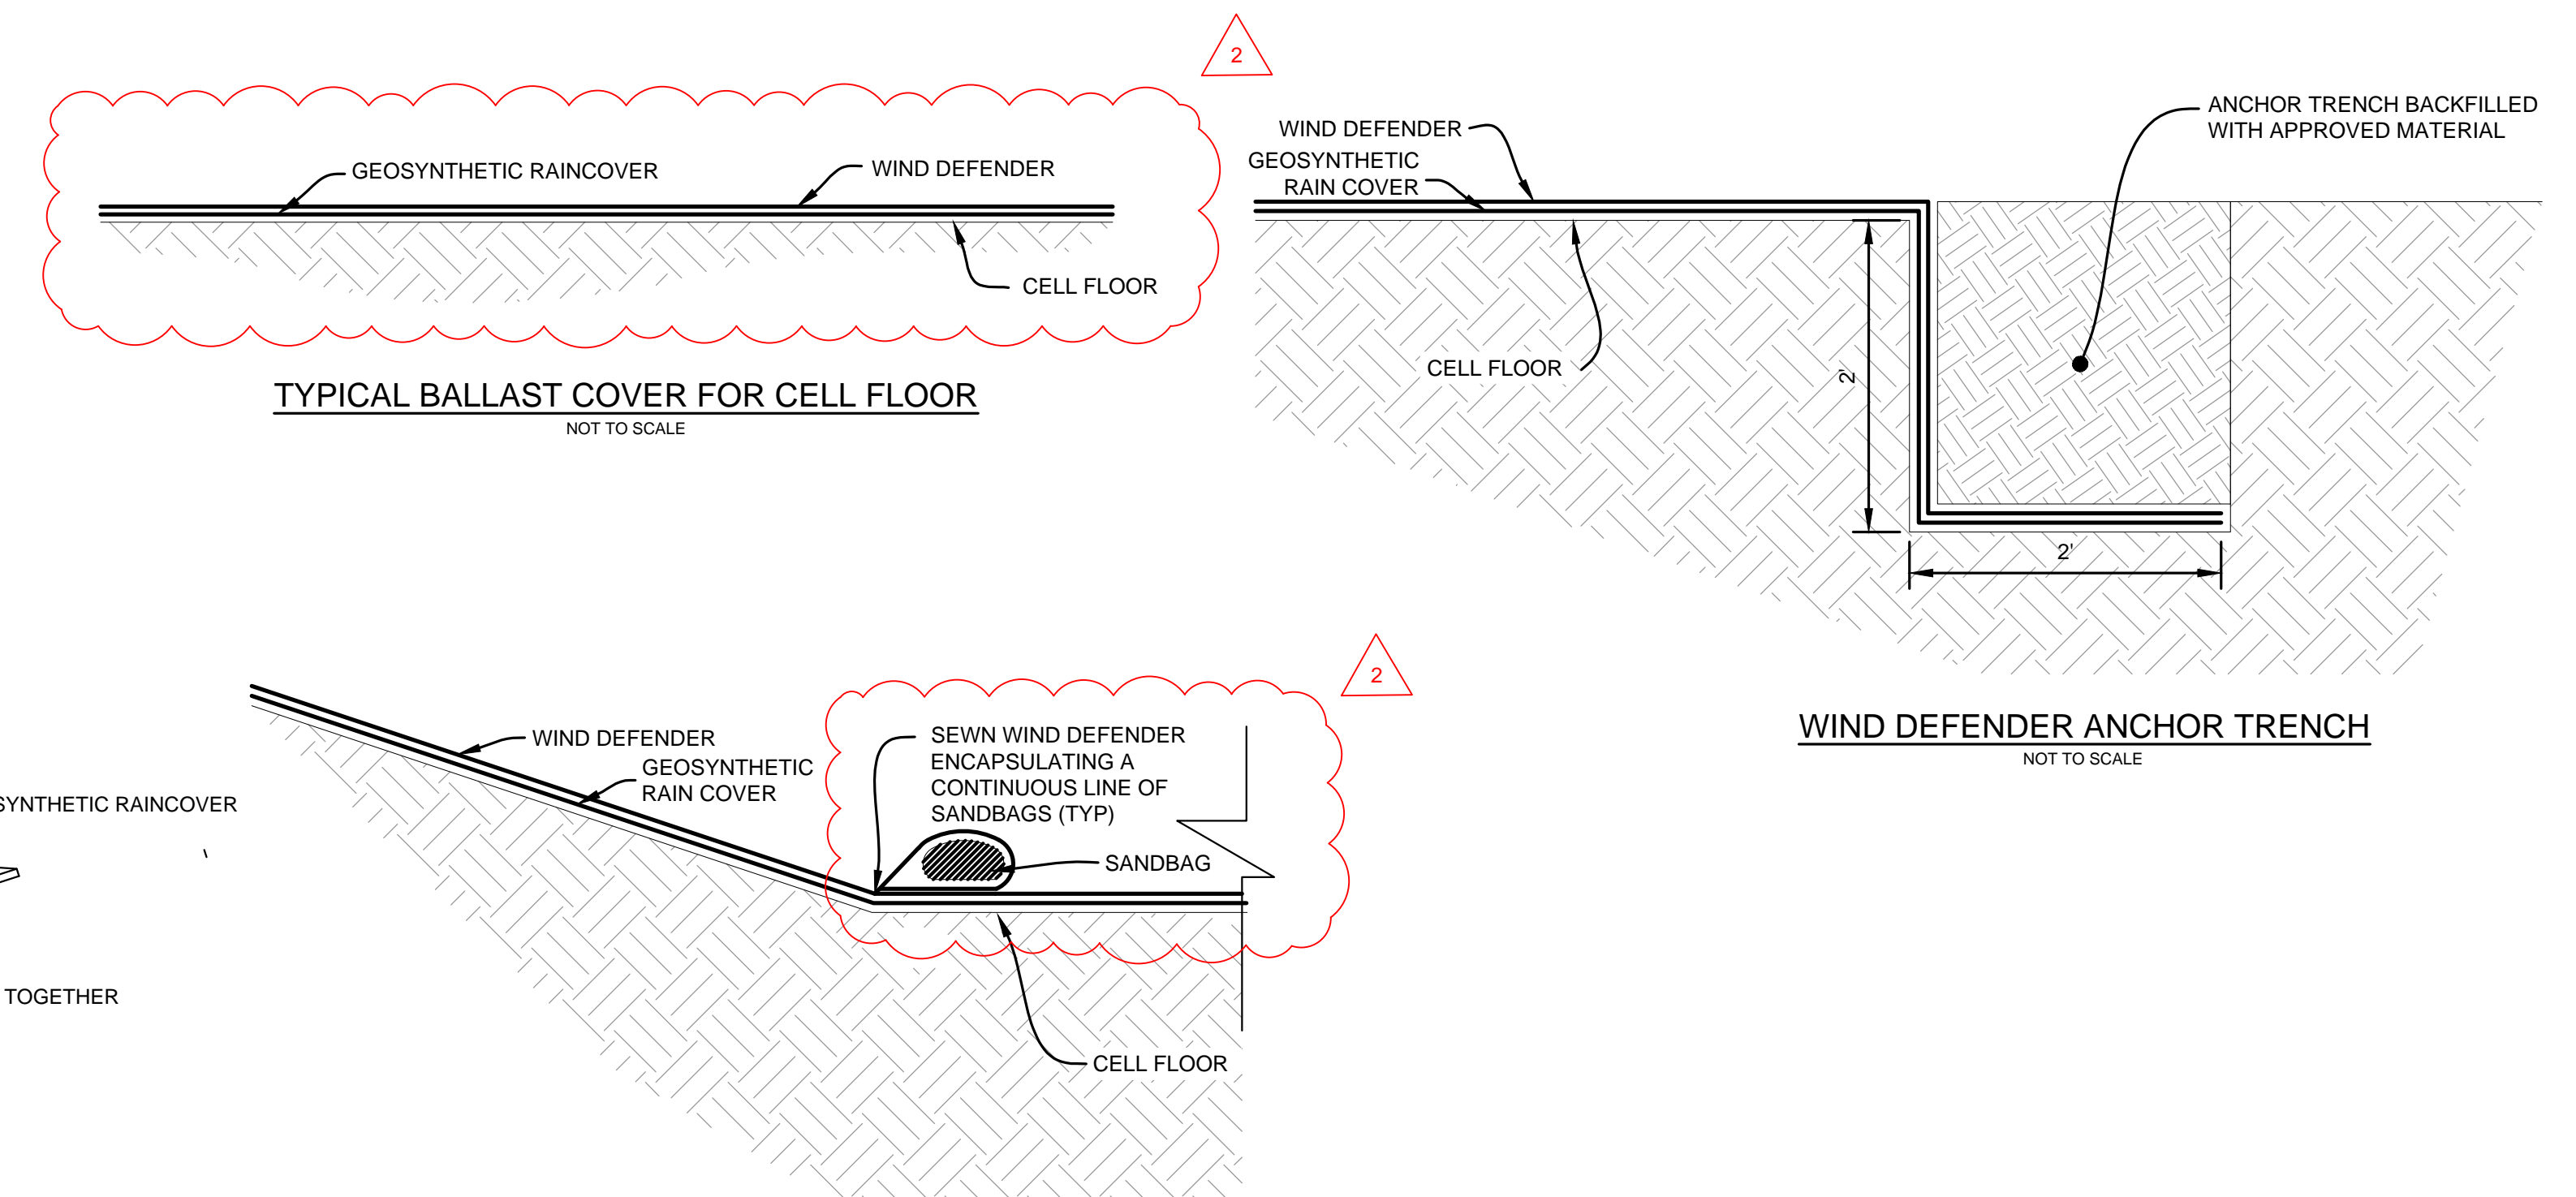 2
GEOSYNTHETIC RAINCOVER
WIND DEFENDER
CELL FLOOR
TYPICAL BALLAST COVER FOR CELL FLOOR
NOT TO SCALE
WIND DEFENDER
GEOSYNTHETIC
RAIN COVER
ANCHOR TRENCH BACKFILLED
WITH APPROVED MATERIAL
CELL FLOOR
2'
2'
WIND DEFENDER ANCHOR TRENCH
NOT TO SCALE
2
WIND DEFENDER
GEOSYNTHETIC
RAIN COVER
SEWN WIND DEFENDER
ENCAPSULATING A
CONTINUOUS LINE OF
SANDBAGS (TYP)
SANDBAG
CELL FLOOR
SYNTHETIC RAINCOVER
TOGETHER